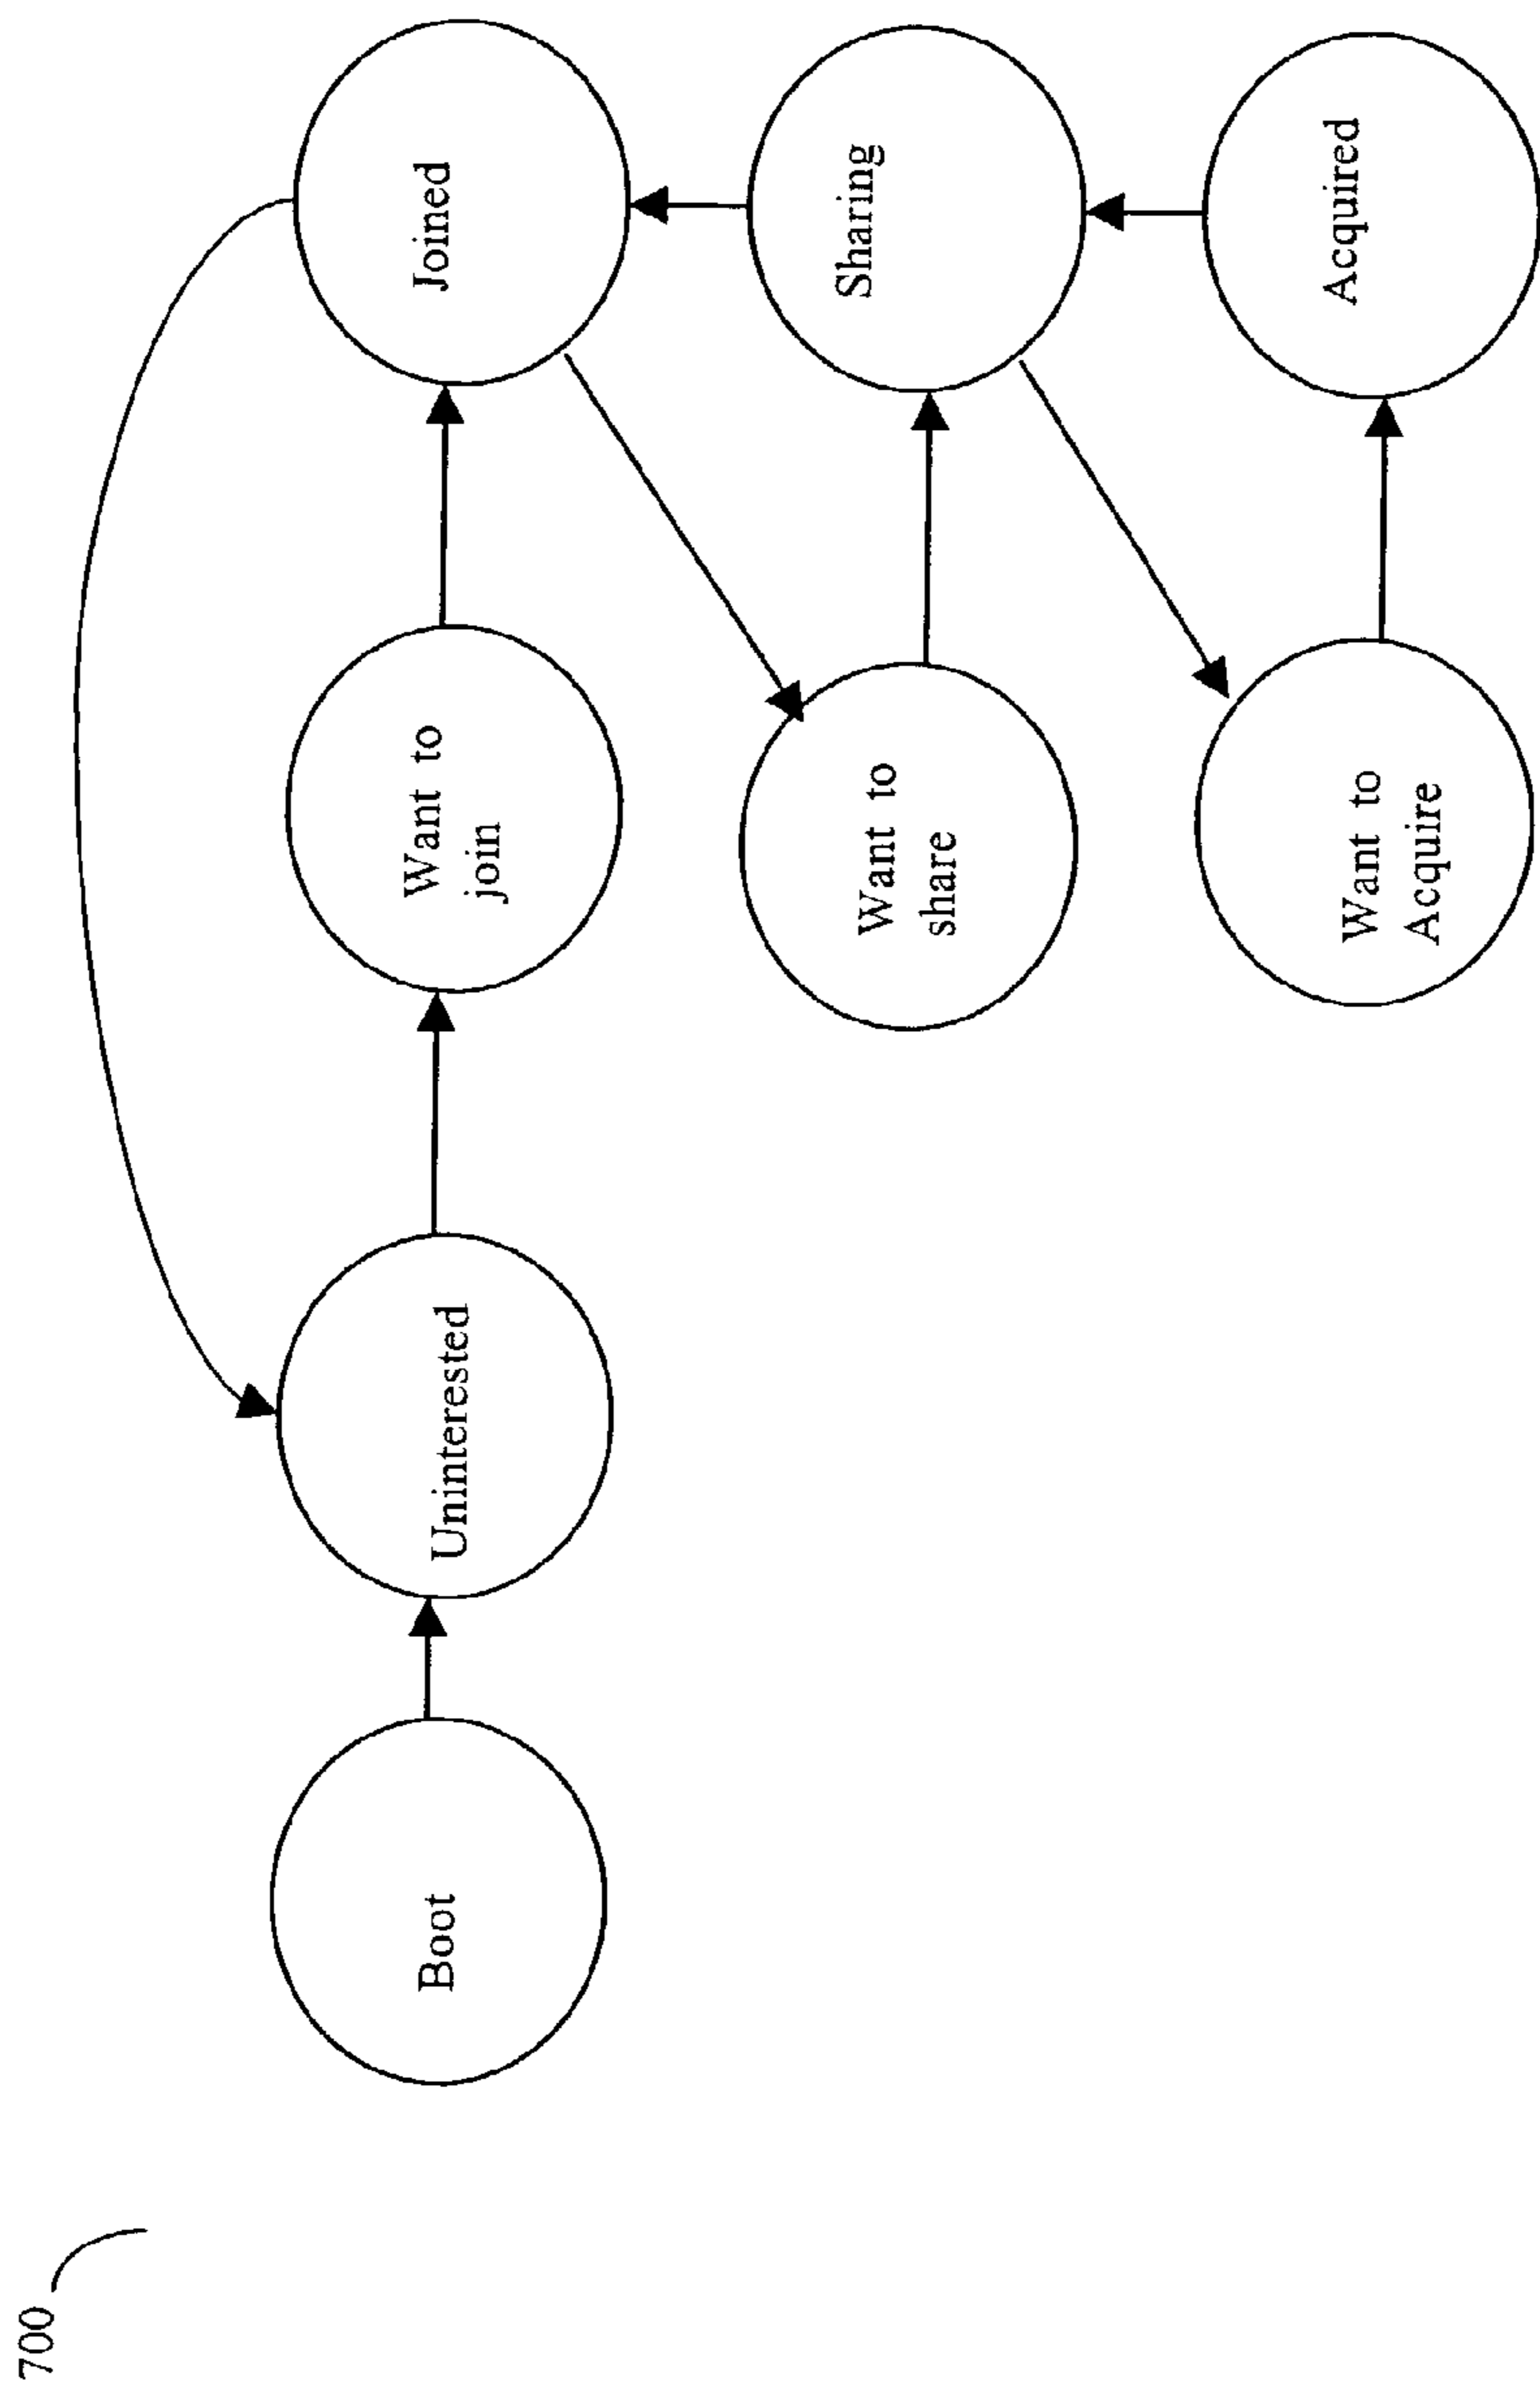 700
Boot
Uninterested
Want to
join
Joined
Want to
share
Sharing
Want to
Acquire
Acquired